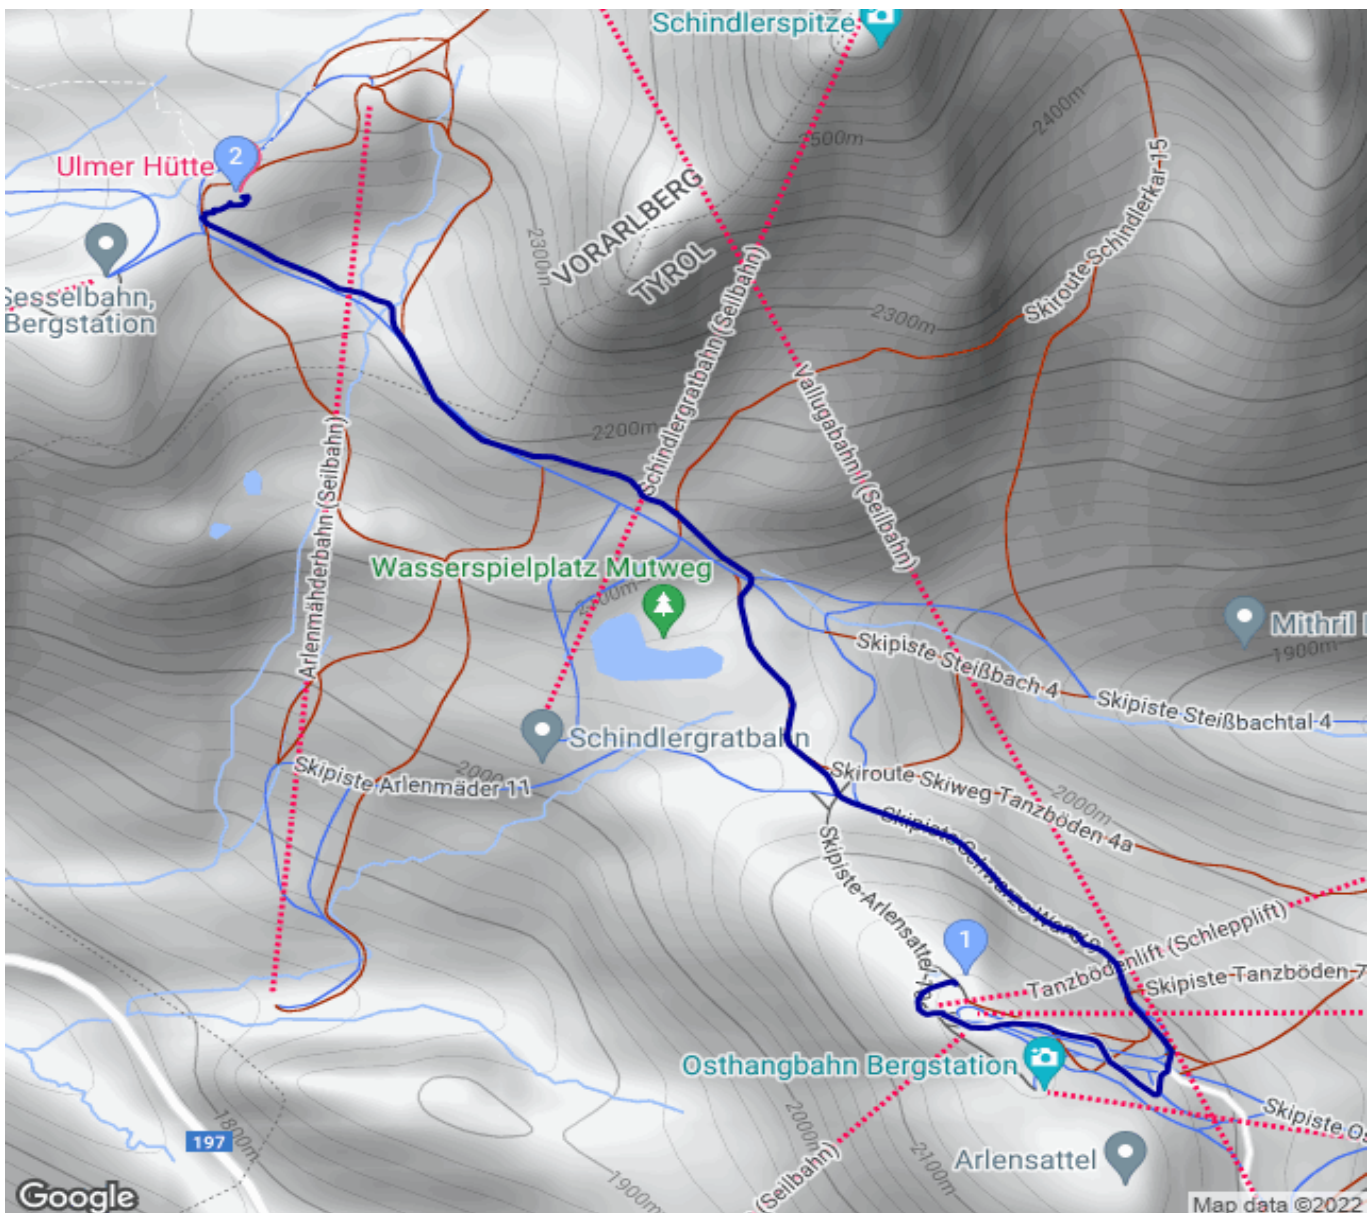 Schindlerspitze
2400m
2500m
Ulmer Hütte
2
VORARLBERG
TYROL
2300m
Skiroute Schindlerkar 15
Sesselbahn,
Bergstation
2300m
Schindlergratbahn (Seilbahn)
Vallugabahn I (Seilbahn)
2200m
Arlenmähderbahn (Seilbahn)
Wasserspielplatz Mutweg
Mithril
1900m
Skipiste Steißbach 4
Skipiste Steißbachtal 4
Schindlergratbahn
2000m
Skipiste Arlenmäder 11
Skiroute Skiweg Tanzböden 4a
2000m
Skipiste Arlensattel
1
Tanzbödenlift (Schlepplift)
Skipiste Tanzböden 7
Osthangbahn Bergstation
Skipiste
197
1800m
2000m
2100m
(Seilbahn)
Arlensattel
1900m
Google
Map data ©2022